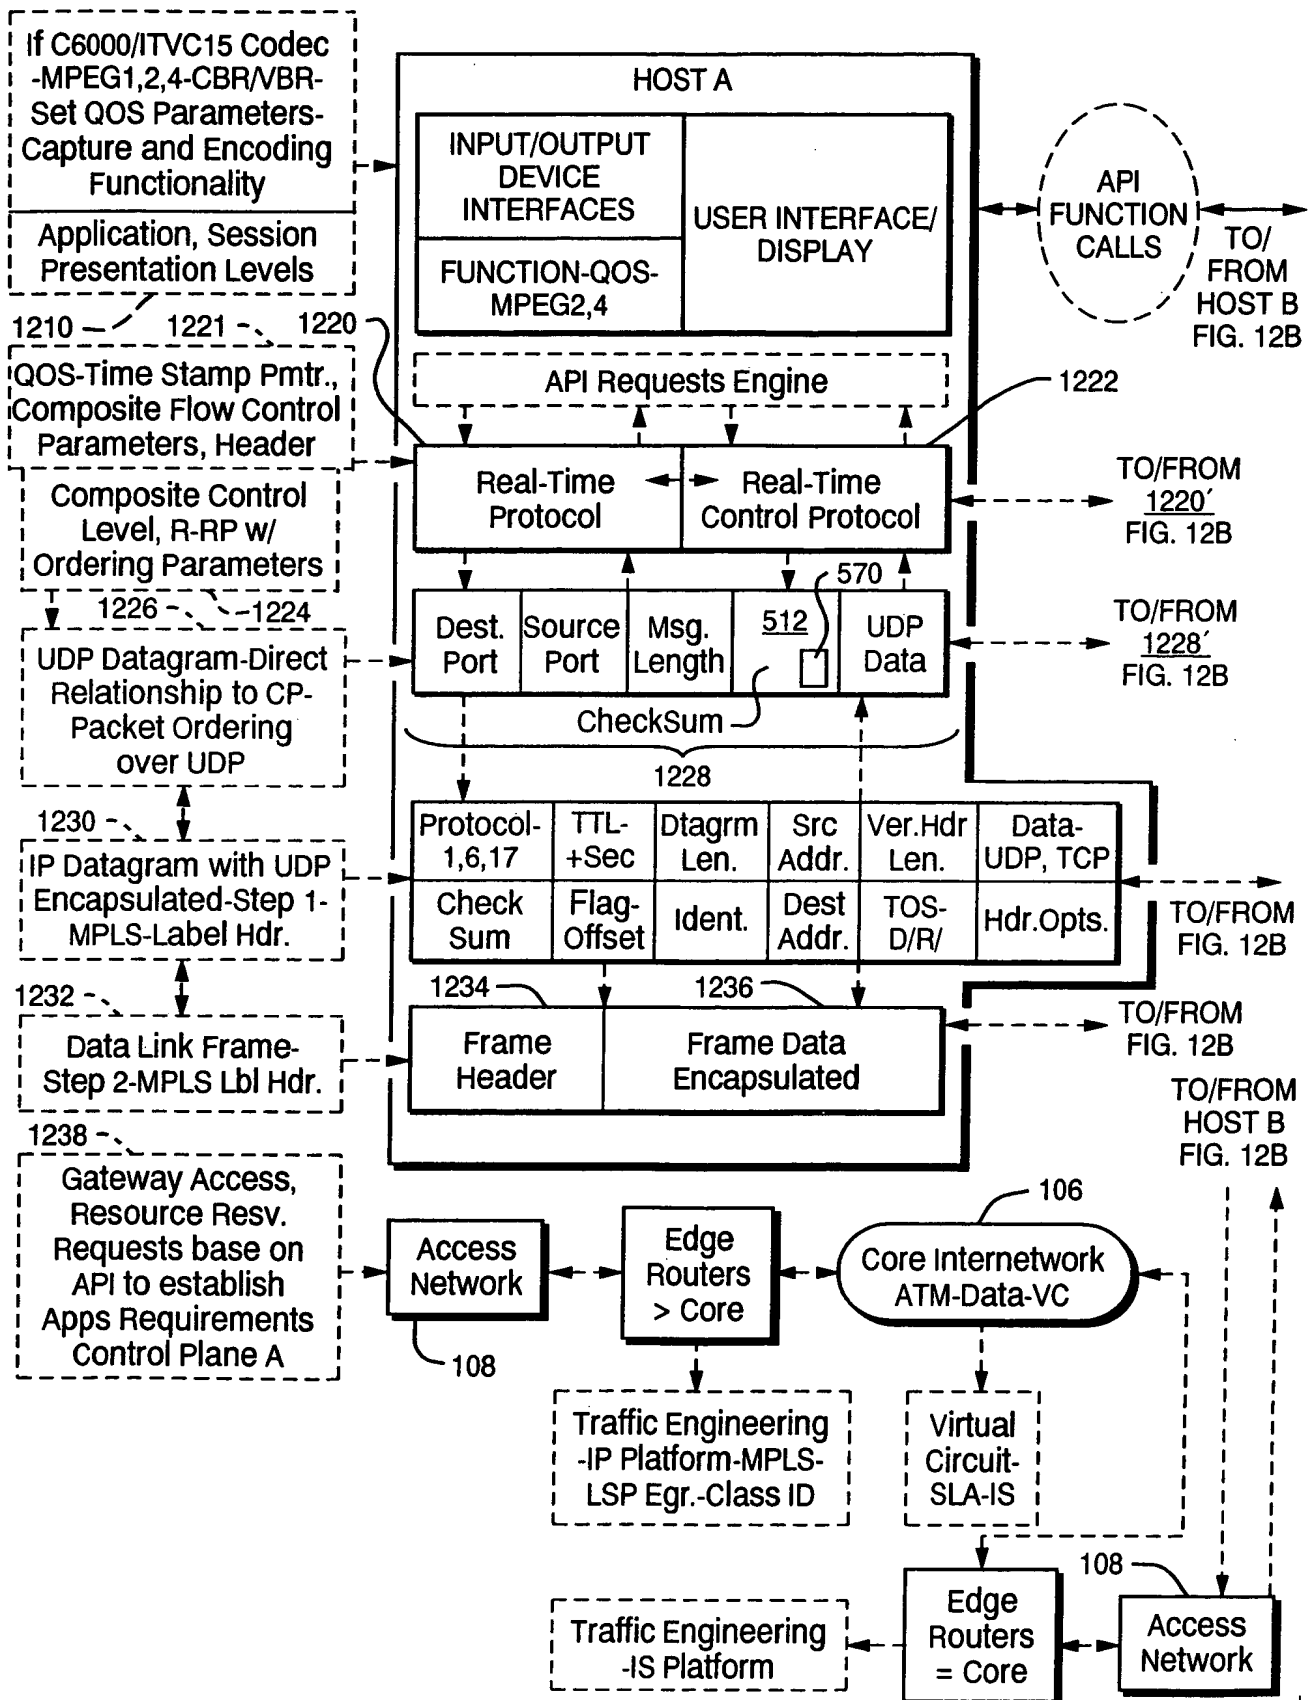 If C6000/ITVC15 Codec
-MPEG1,2,4-CBR/VBR-
Set QOS Parameters-
Capture and Encoding
Functionality
Application, Session
Presentation Levels
1210
HOST A
INPUT/OUTPUT
DEVICE
INTERFACES
FUNCTION-QOS-
MPEG2,4
USER INTERFACE/
DISPLAY
API
FUNCTION
CALLS
TO/
FROM
HOST B
FIG. 12B
1221
1220
QOS-Time Stamp Pmtr.,
Composite Flow Control
Parameters, Header
API Requests Engine
1222
Real-Time
Protocol
Real-Time
Control Protocol
TO/FROM
1220'
FIG. 12B
Composite Control
Level, R-RP w/
Ordering Parameters
1224
1226
UDP Datagram-Direct
Relationship to CP-
Packet Ordering
over UDP
Dest.
Port
Source
Port
Msg.
Length
512
570
UDP
Data
CheckSum
1228
TO/FROM
1228'
FIG. 12B
1230
IP Datagram with UDP
Encapsulated-Step 1-
MPLS-Label Hdr.
Protocol-
1,6,17
TTL-
+Sec
Dtagrm
Len.
Src
Addr.
Ver.Hdr
Len.
Data-
UDP, TCP
Check
Sum
Flag-
Offset
Ident.
Dest
Addr.
TOS-
D/R/
Hdr.Opts.
TO/FROM
FIG. 12B
1232
Data Link Frame-
Step 2-MPLS Lbl Hdr.
1234
1236
Frame
Header
Frame Data
Encapsulated
TO/FROM
FIG. 12B
TO/FROM
HOST B
FIG. 12B
1238
Gateway Access,
Resource Resv.
Requests base on
API to establish
Apps Requirements
Control Plane A
Access
Network
108
Edge
Routers
> Core
106
Core Internetwork
ATM-Data-VC
Traffic Engineering
-IP Platform-MPLS-
LSP Egr.-Class ID
Virtual
Circuit-
SLA-IS
Traffic Engineering
-IS Platform
Edge
Routers
= Core
108
Access
Network